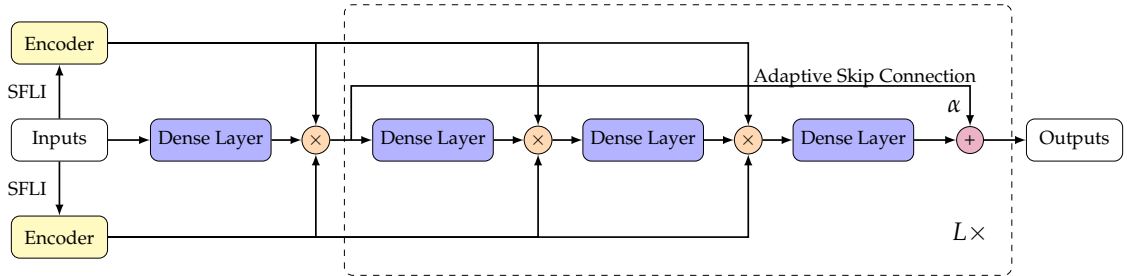 Encoder
Adaptive Skip Connection
SFLI
α
Inputs
Dense Layer
×
Dense Layer
×
Dense Layer
×
Dense Layer
+
Outputs
SFLI
Encoder
L×